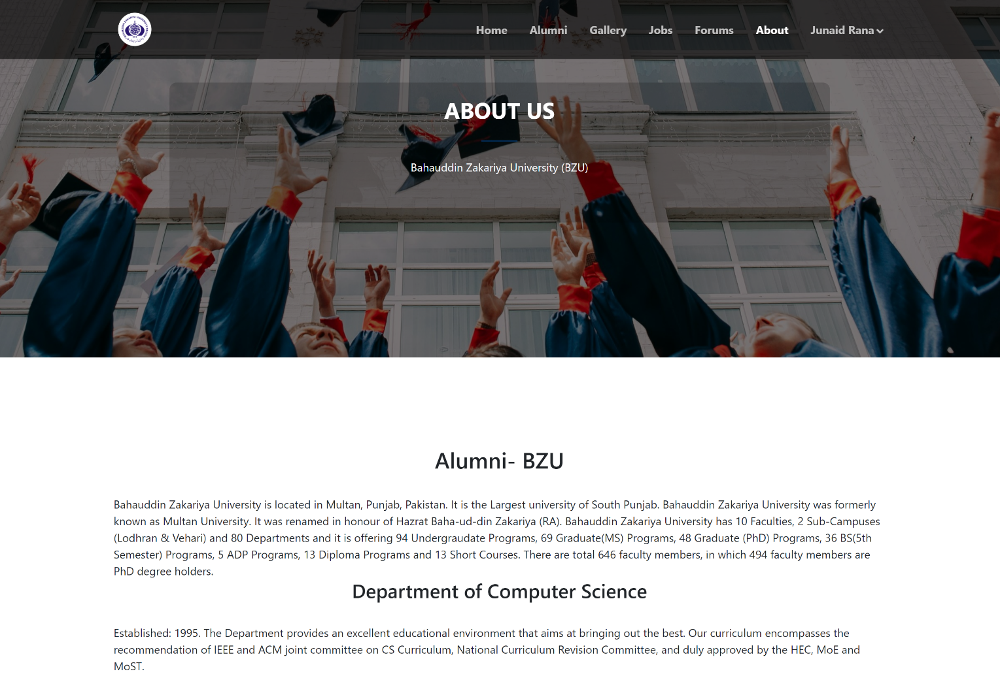 Home Alumni Gallery Jobs Forums About Junaid Rana
ABOUT US
Bahauddin Zakariya University (BZU)
Alumni- BZU
Bahauddin Zakariya University is located in Multan, Punjab, Pakistan. It is the Largest university of South Punjab. Bahauddin Zakariya University was formerly
known as Multan University. It was renamed in honour of Hazrat Baha-ud-din Zakariya (RA). Bahauddin Zakariya University has 10 Faculties, 2 Sub-Campuses
(Lodhran & Vehari) and 80 Departments and it is offering 94 Undergraudate Programs, 69 Graduate(MS) Programs, 48 Graduate (PhD) Programs, 36 BS(5th
Semester) Programs, 5 ADP Programs, 13 Diploma Programs and 13 Short Courses. There are total 646 faculty members, in which 494 faculty members are
PhD degree holders.
Department of Computer Science
Established: 1995. The Department provides an excellent educational environment that aims at bringing out the best. Our curriculum encompasses the
recommendation of IEEE and ACM joint committee on CS Curriculum, National Curriculum Revision Committee, and duly approved by the HEC, MoE and
MoST.